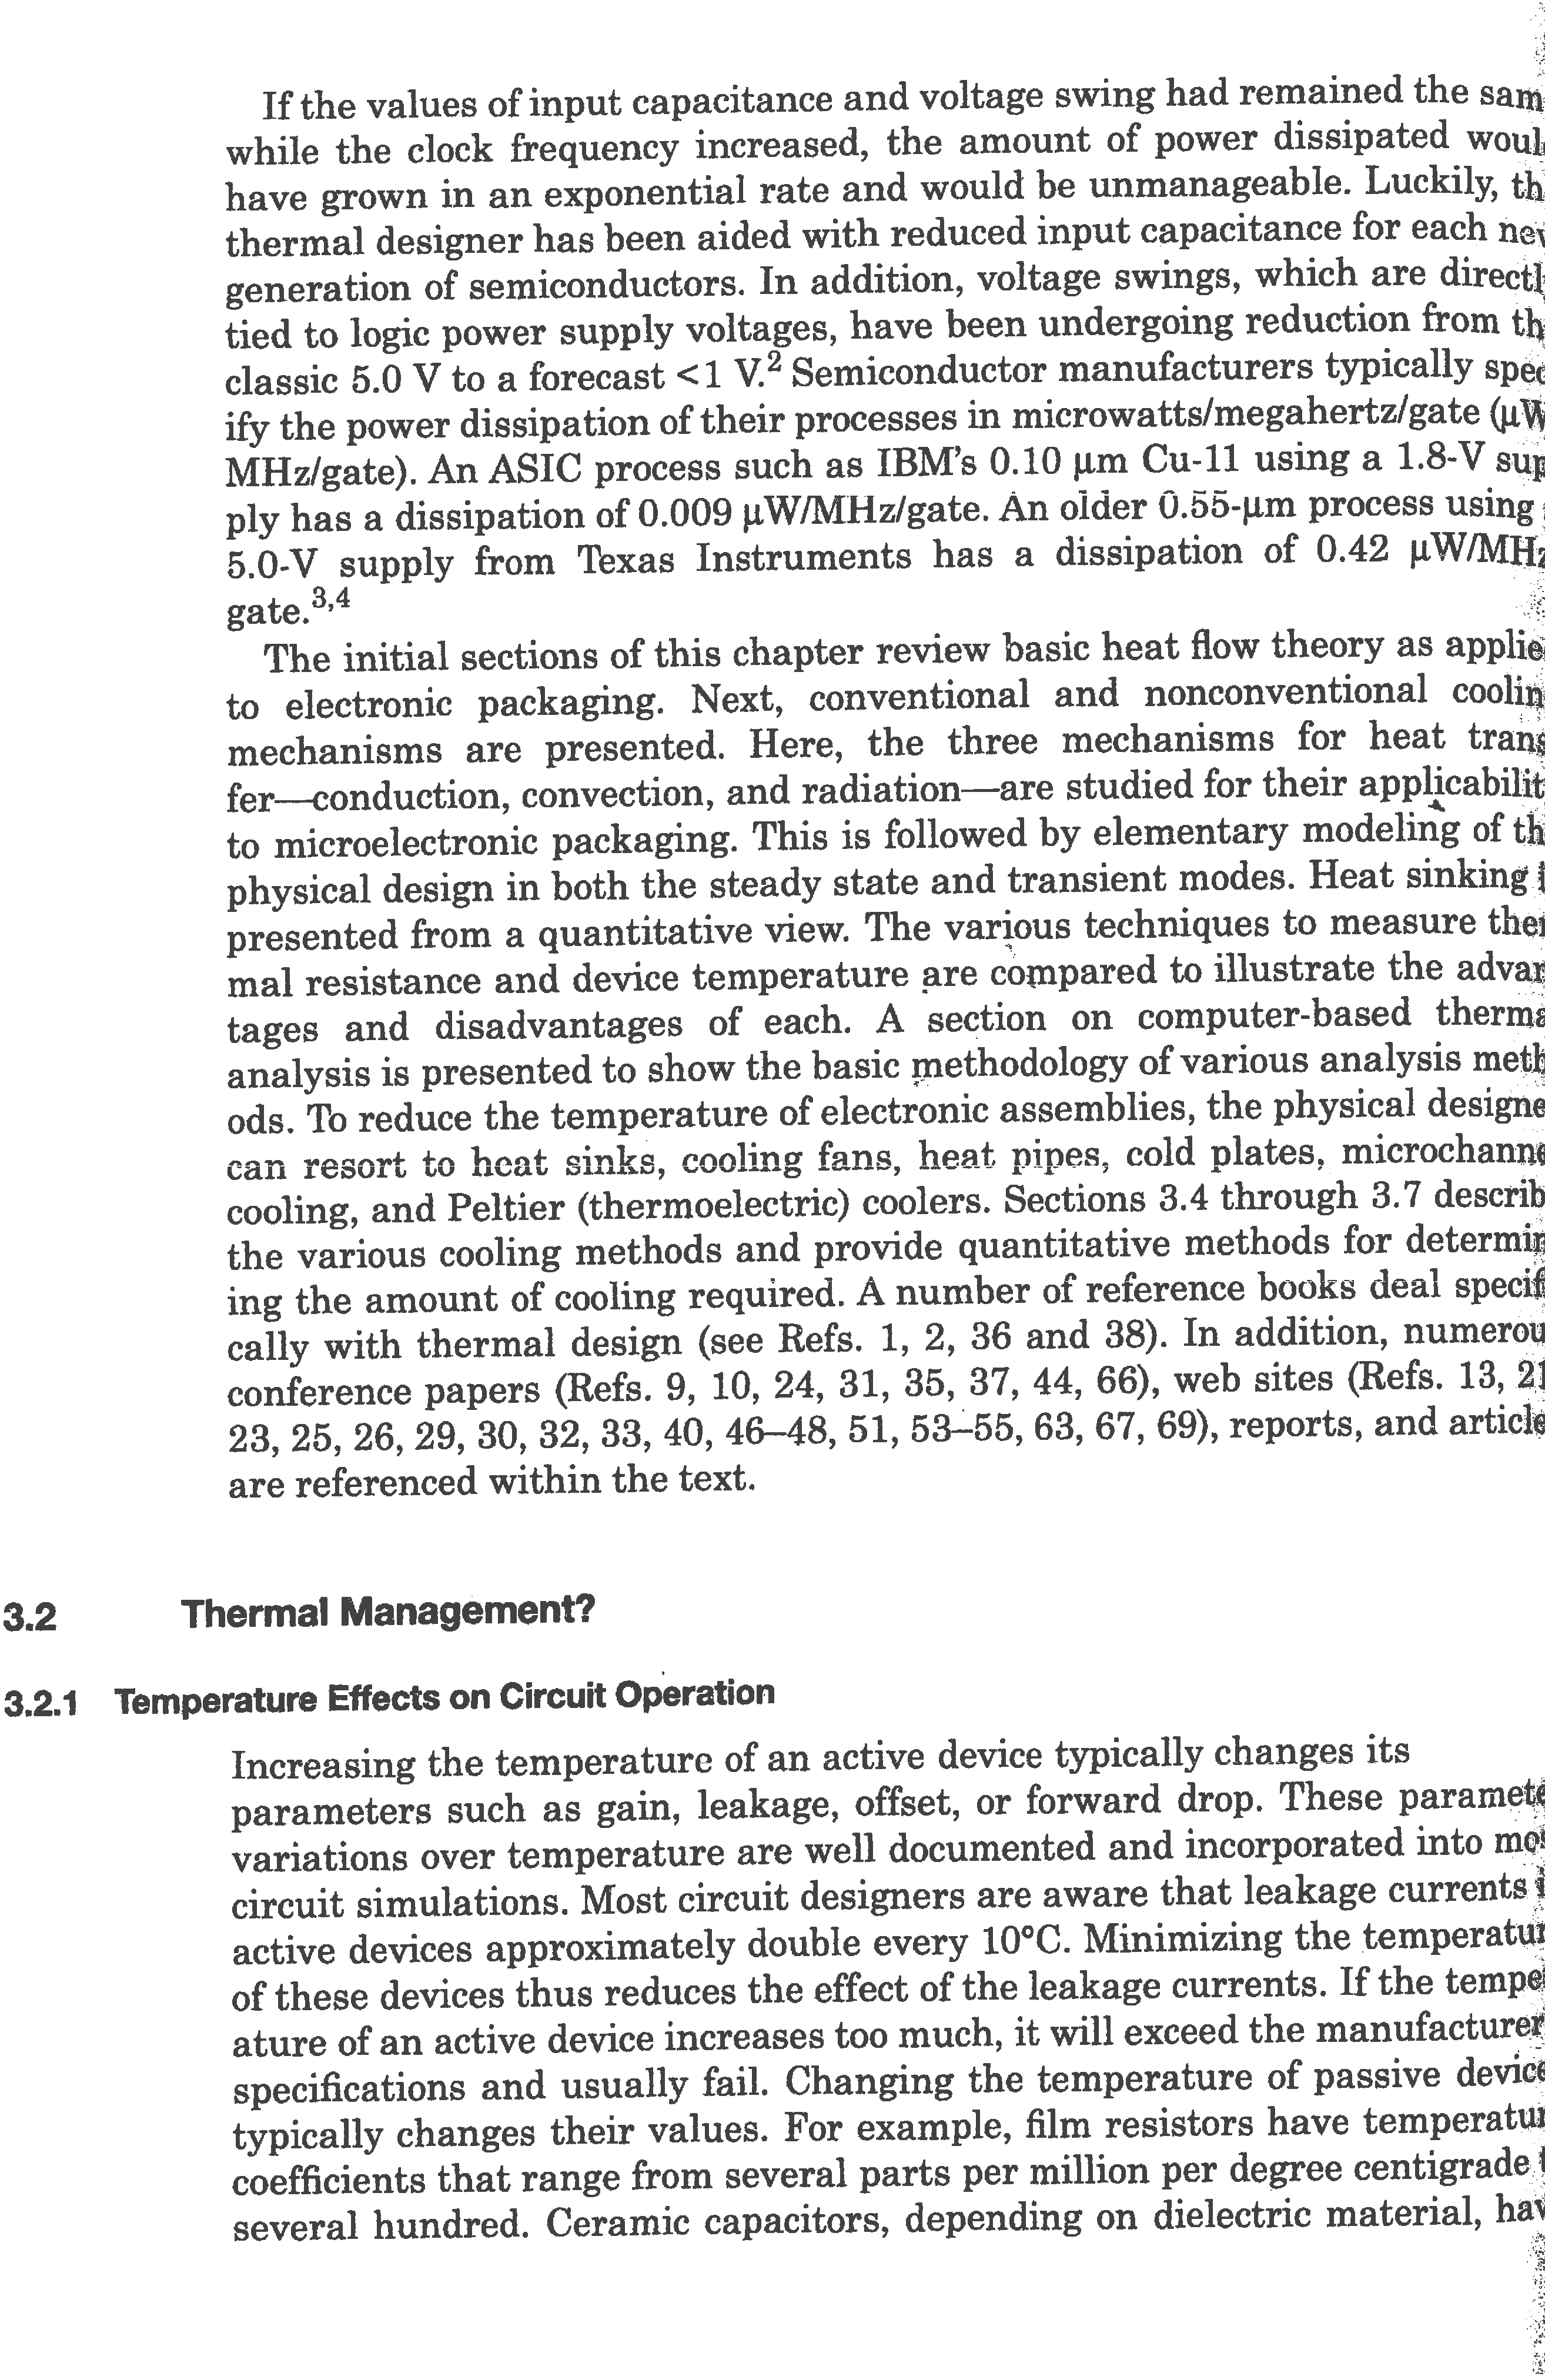 If the values of input capacitance and voltage swing had remained the sam
while the clock frequency increased, the amount of power dissipated woul
have grown in an exponential rate and would be unmanageable. Luckily, th
thermal designer has been aided with reduced input capacitance for each ne
generation of semiconductors. In addition, voltage swings, which are directl
tied to logic power supply voltages, have been undergoing reduction from th
classic 5.0 V to a forecast <1 V.² Semiconductor manufacturers typically spec
ify the power dissipation of their processes in microwatts/megahertz/gate (µW
MHz/gate). An ASIC process such as IBM's 0.10 µm Cu-11 using a 1.8-V sup
ply has a dissipation of 0.009 µW/MHz/gate. An older 0.55-µm process using
5.0-V supply from Texas Instruments has a dissipation of 0.42 µW/MHz
gate.³,⁴
The initial sections of this chapter review basic heat flow theory as applie
to electronic packaging. Next, conventional and nonconventional coolin
mechanisms are presented. Here, the three mechanisms for heat trans
fer—conduction, convection, and radiation—are studied for their applicabilit
to microelectronic packaging. This is followed by elementary modeling of th
physical design in both the steady state and transient modes. Heat sinking i
presented from a quantitative view. The various techniques to measure ther
mal resistance and device temperature are compared to illustrate the advan
tages and disadvantages of each. A section on computer-based therma
analysis is presented to show the basic methodology of various analysis meth
ods. To reduce the temperature of electronic assemblies, the physical designe
can resort to heat sinks, cooling fans, heat pipes, cold plates, microchanne
cooling, and Peltier (thermoelectric) coolers. Sections 3.4 through 3.7 describ
the various cooling methods and provide quantitative methods for determin
ing the amount of cooling required. A number of reference books deal specifi
cally with thermal design (see Refs. 1, 2, 36 and 38). In addition, numerou
conference papers (Refs. 9, 10, 24, 31, 35, 37, 44, 66), web sites (Refs. 13, 21
23, 25, 26, 29, 30, 32, 33, 40, 46–48, 51, 53–55, 63, 67, 69), reports, and article
are referenced within the text.
3.2 Thermal Management?
3.2.1 Temperature Effects on Circuit Operation
Increasing the temperature of an active device typically changes its
parameters such as gain, leakage, offset, or forward drop. These paramete
variations over temperature are well documented and incorporated into mos
circuit simulations. Most circuit designers are aware that leakage currents i
active devices approximately double every 10°C. Minimizing the temperatur
of these devices thus reduces the effect of the leakage currents. If the temper
ature of an active device increases too much, it will exceed the manufacturer
specifications and usually fail. Changing the temperature of passive device
typically changes their values. For example, film resistors have temperatur
coefficients that range from several parts per million per degree centigrade t
several hundred. Ceramic capacitors, depending on dielectric material, hav